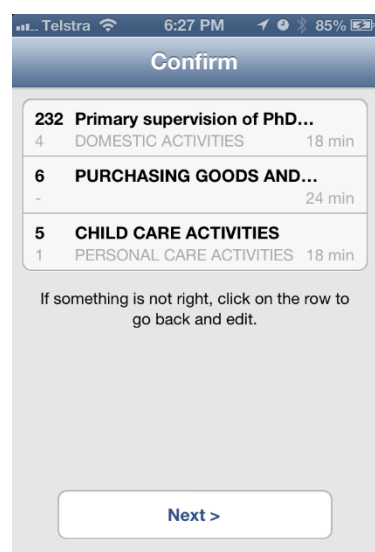 Telstra 6:27 PM 85%
Confirm
232 Primary supervision of PhD...
4 DOMESTIC ACTIVITIES 18 min
6 PURCHASING GOODS AND...
- 24 min
5 CHILD CARE ACTIVITIES
1 PERSONAL CARE ACTIVITIES 18 min
If something is not right, click on the row to
go back and edit.
Next >